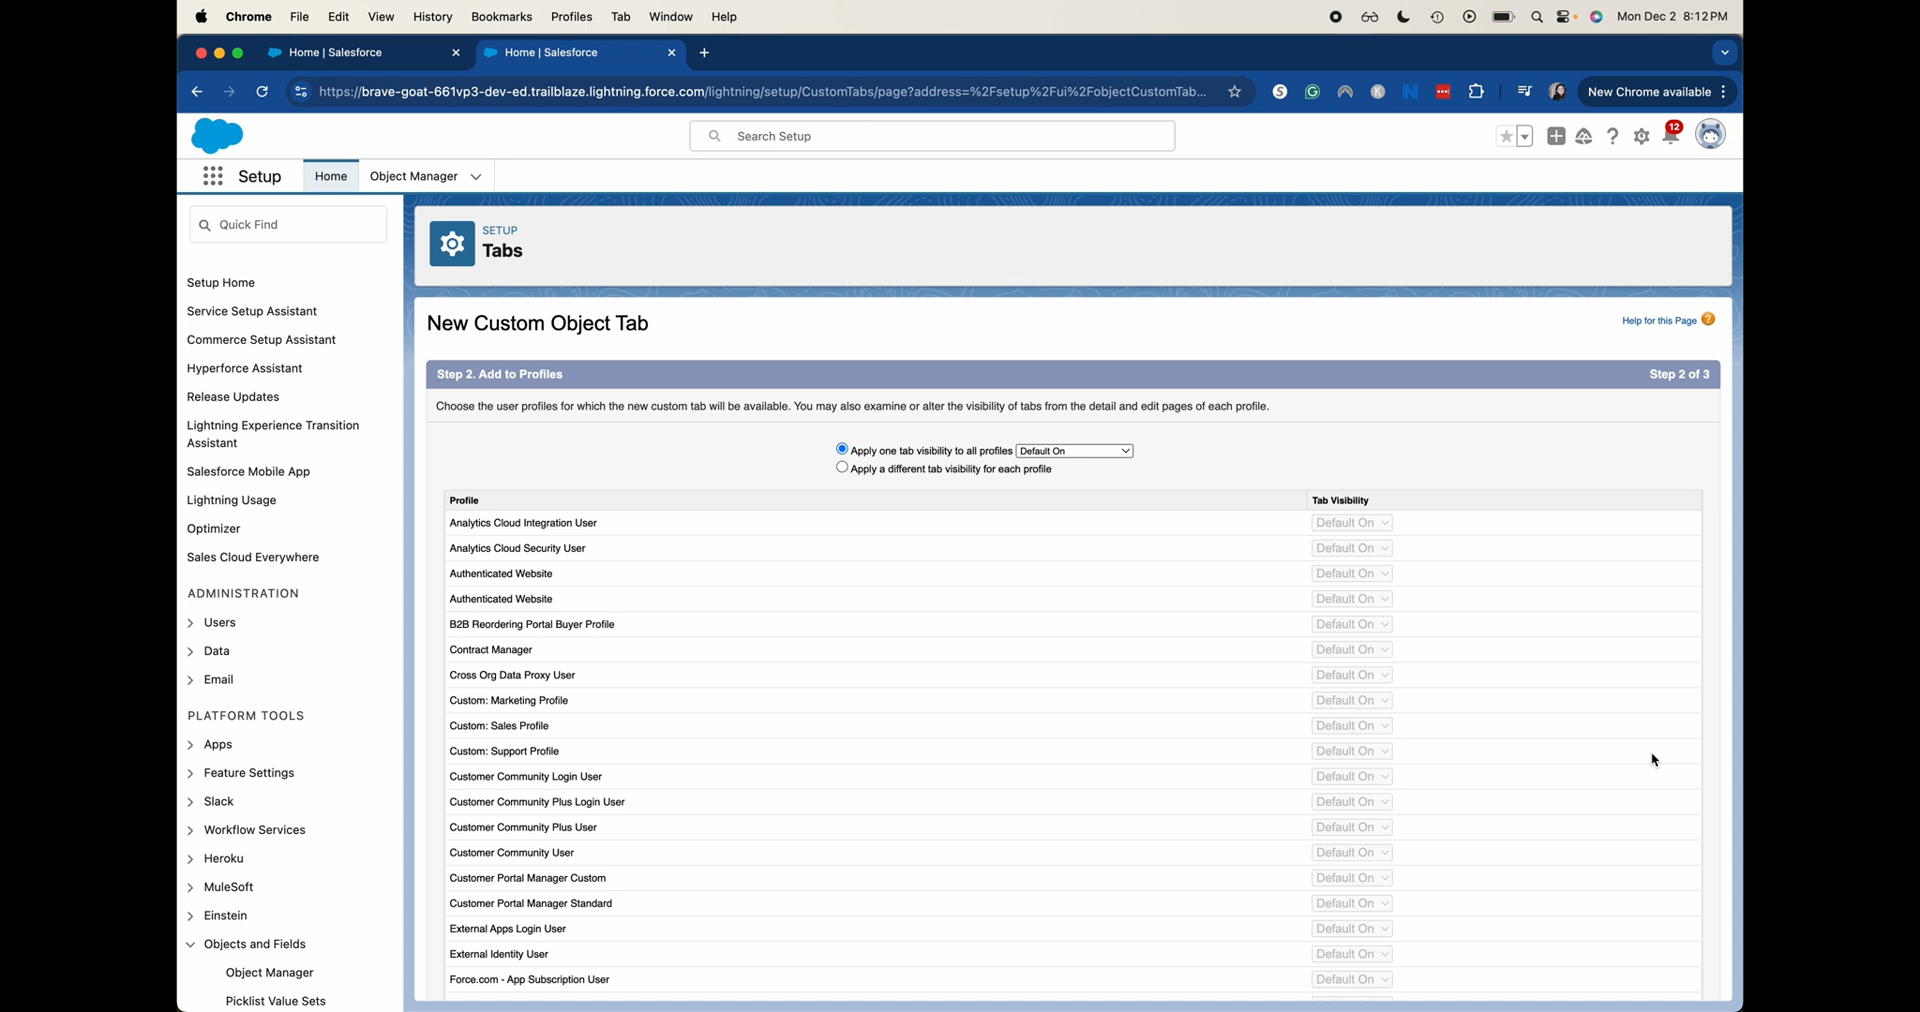 Chrome File Edit View History Bookmarks Profiles Tab Window Help Mon Dec 2 8:12 PM
Home | Salesforce Home | Salesforce
https://brave-goat-661vp3-dev-ed.trailblaze.lightning.force.com/lightning/setup/CustomTabs/page?address=%2Fsetup%2Fui%2FobjectCustomTab... New Chrome available
Search Setup 12
Setup Home Object Manager
Quick Find
Setup Home
Service Setup Assistant
Commerce Setup Assistant
Hyperforce Assistant
Release Updates
Lightning Experience Transition
Assistant
Salesforce Mobile App
Lightning Usage
Optimizer
Sales Cloud Everywhere
ADMINISTRATION
Users
Data
Email
PLATFORM TOOLS
Apps
Feature Settings
Slack
Workflow Services
Heroku
MuleSoft
Einstein
Objects and Fields
Object Manager
Picklist Value Sets
SETUP
Tabs
New Custom Object Tab
Help for this Page ?
Step 2. Add to Profiles Step 2 of 3
Choose the user profiles for which the new custom tab will be available. You may also examine or alter the visibility of tabs from the detail and edit pages of each profile.
Apply one tab visibility to all profiles Default On
Apply a different tab visibility for each profile
Profile Tab Visibility
Analytics Cloud Integration User Default On
Analytics Cloud Security User Default On
Authenticated Website Default On
Authenticated Website Default On
B2B Reordering Portal Buyer Profile Default On
Contract Manager Default On
Cross Org Data Proxy User Default On
Custom: Marketing Profile Default On
Custom: Sales Profile Default On
Custom: Support Profile Default On
Customer Community Login User Default On
Customer Community Plus Login User Default On
Customer Community Plus User Default On
Customer Community User Default On
Customer Portal Manager Custom Default On
Customer Portal Manager Standard Default On
External Apps Login User Default On
External Identity User Default On
Force.com - App Subscription User Default On